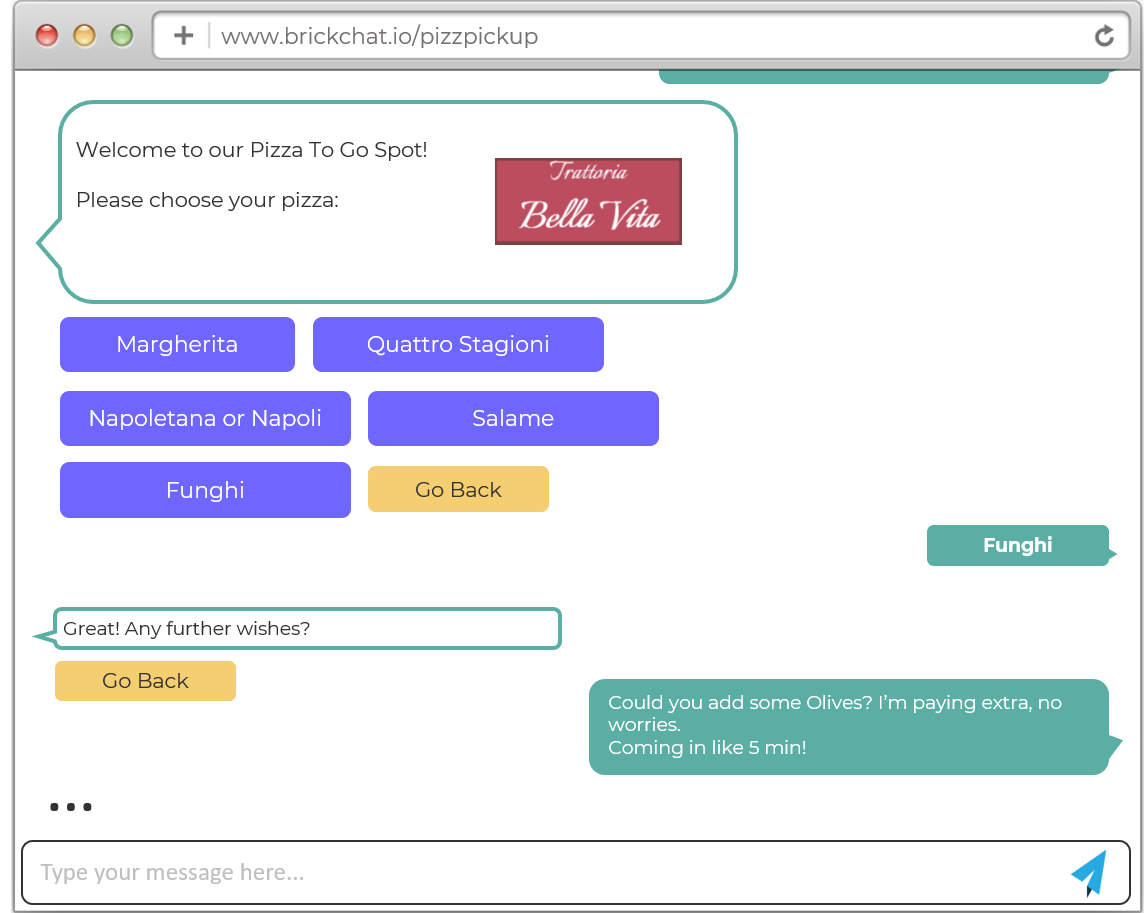 www.brickchat.io/pizzpickup
Welcome to our Pizza To Go Spot!
Please choose your pizza:
Trattoria
Bella Vita
Margherita
Quattro Stagioni
Napoletana or Napoli
Salame
Funghi
Go Back
Funghi
Great! Any further wishes?
Go Back
Could you add some Olives? I'm paying extra, no
worries.
Coming in like 5 min!
Type your message here...